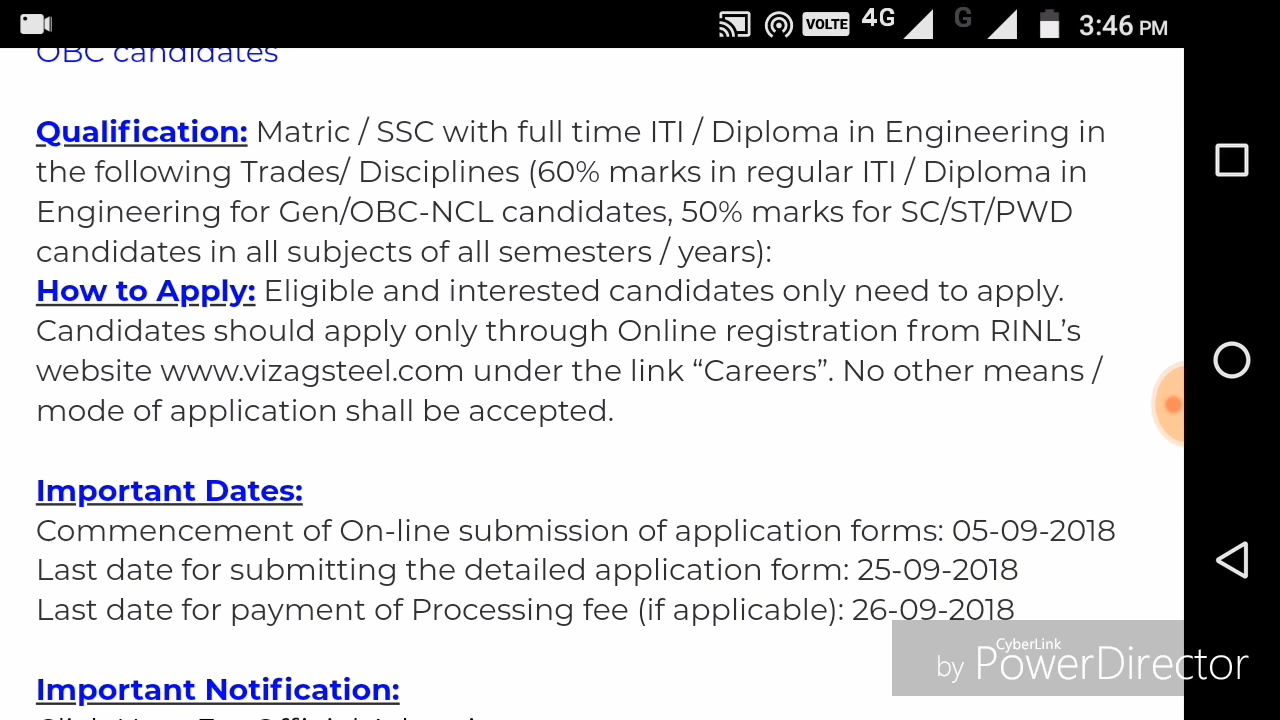 VOLTE 4G G 3:46 PM
OBC candidates
Qualification: Matric / SSC with full time ITI / Diploma in Engineering in
the following Trades/ Disciplines (60% marks in regular ITI / Diploma in
Engineering for Gen/OBC-NCL candidates, 50% marks for SC/ST/PWD
candidates in all subjects of all semesters / years):
How to Apply: Eligible and interested candidates only need to apply.
Candidates should apply only through Online registration from RINL’s
website www.vizagsteel.com under the link “Careers”. No other means /
mode of application shall be accepted.
Important Dates:
Commencement of On-line submission of application forms: 05-09-2018
Last date for submitting the detailed application form: 25-09-2018
Last date for payment of Processing fee (if applicable): 26-09-2018
CyberLink
by PowerDirector
Important Notification: